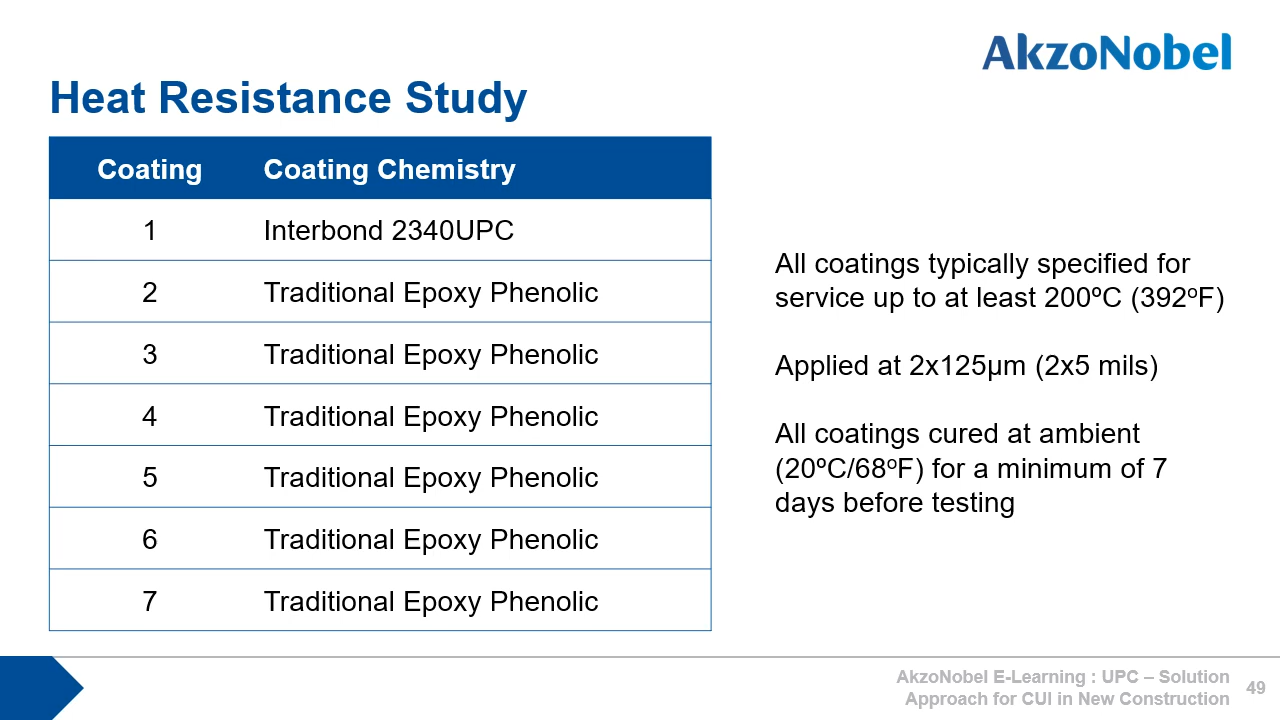 AkzoNobel
Heat Resistance Study
Coating Coating Chemistry
1 Interbond 2340UPC
2 Traditional Epoxy Phenolic
3 Traditional Epoxy Phenolic
4 Traditional Epoxy Phenolic
5 Traditional Epoxy Phenolic
6 Traditional Epoxy Phenolic
7 Traditional Epoxy Phenolic
All coatings typically specified for
service up to at least 200ºC (392ºF)
Applied at 2x125µm (2x5 mils)
All coatings cured at ambient
(20ºC/68ºF) for a minimum of 7
days before testing
AkzoNobel E-Learning : UPC – Solution
Approach for CUI in New Construction
49